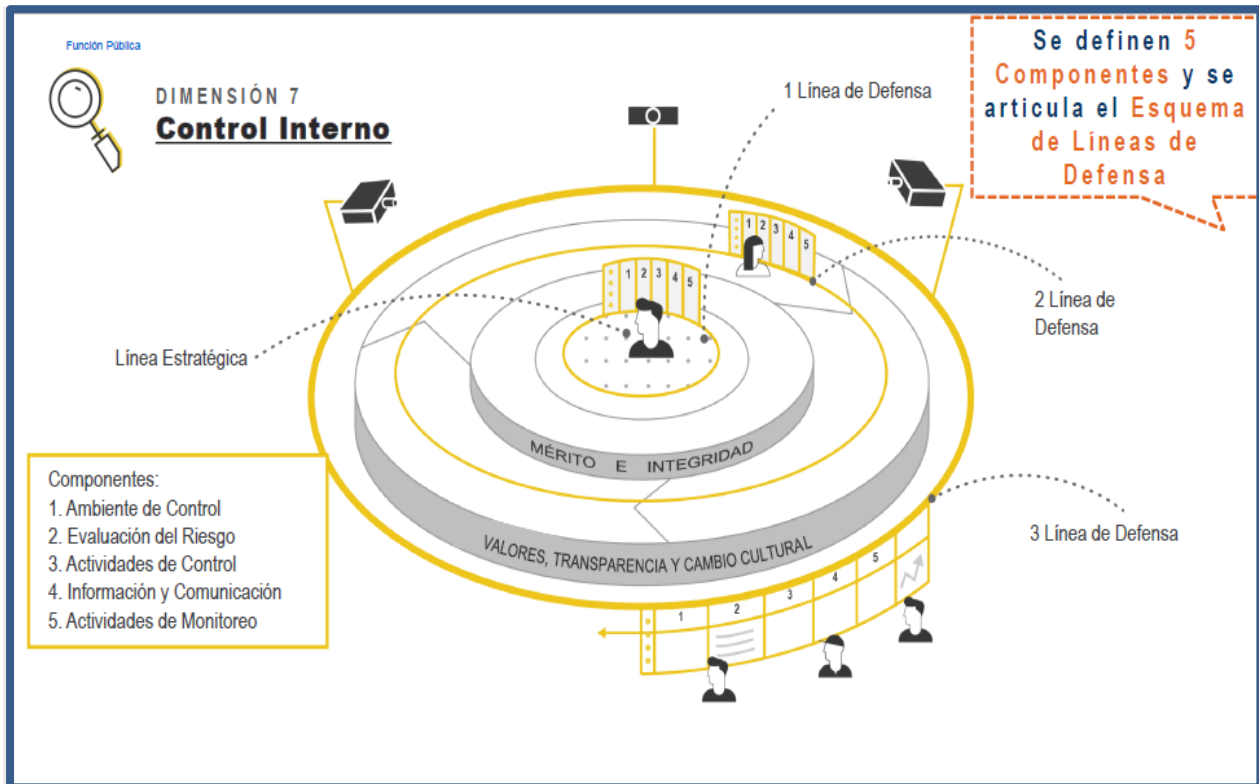 Función Pública
DIMENSIÓN 7
Control Interno
Se definen 5
Componentes y se
articula el Esquema
de Líneas de
Defensa
1 Línea de Defensa
1 2 3 4 5
1 2 3 4 5
2 Línea de
Defensa
Línea Estratégica
MÉRITO E INTEGRIDAD
VALORES, TRANSPARENCIA Y CAMBIO CULTURAL
3 Línea de Defensa
1 2 3 4 5
Componentes:
1. Ambiente de Control
2. Evaluación del Riesgo
3. Actividades de Control
4. Información y Comunicación
5. Actividades de Monitoreo